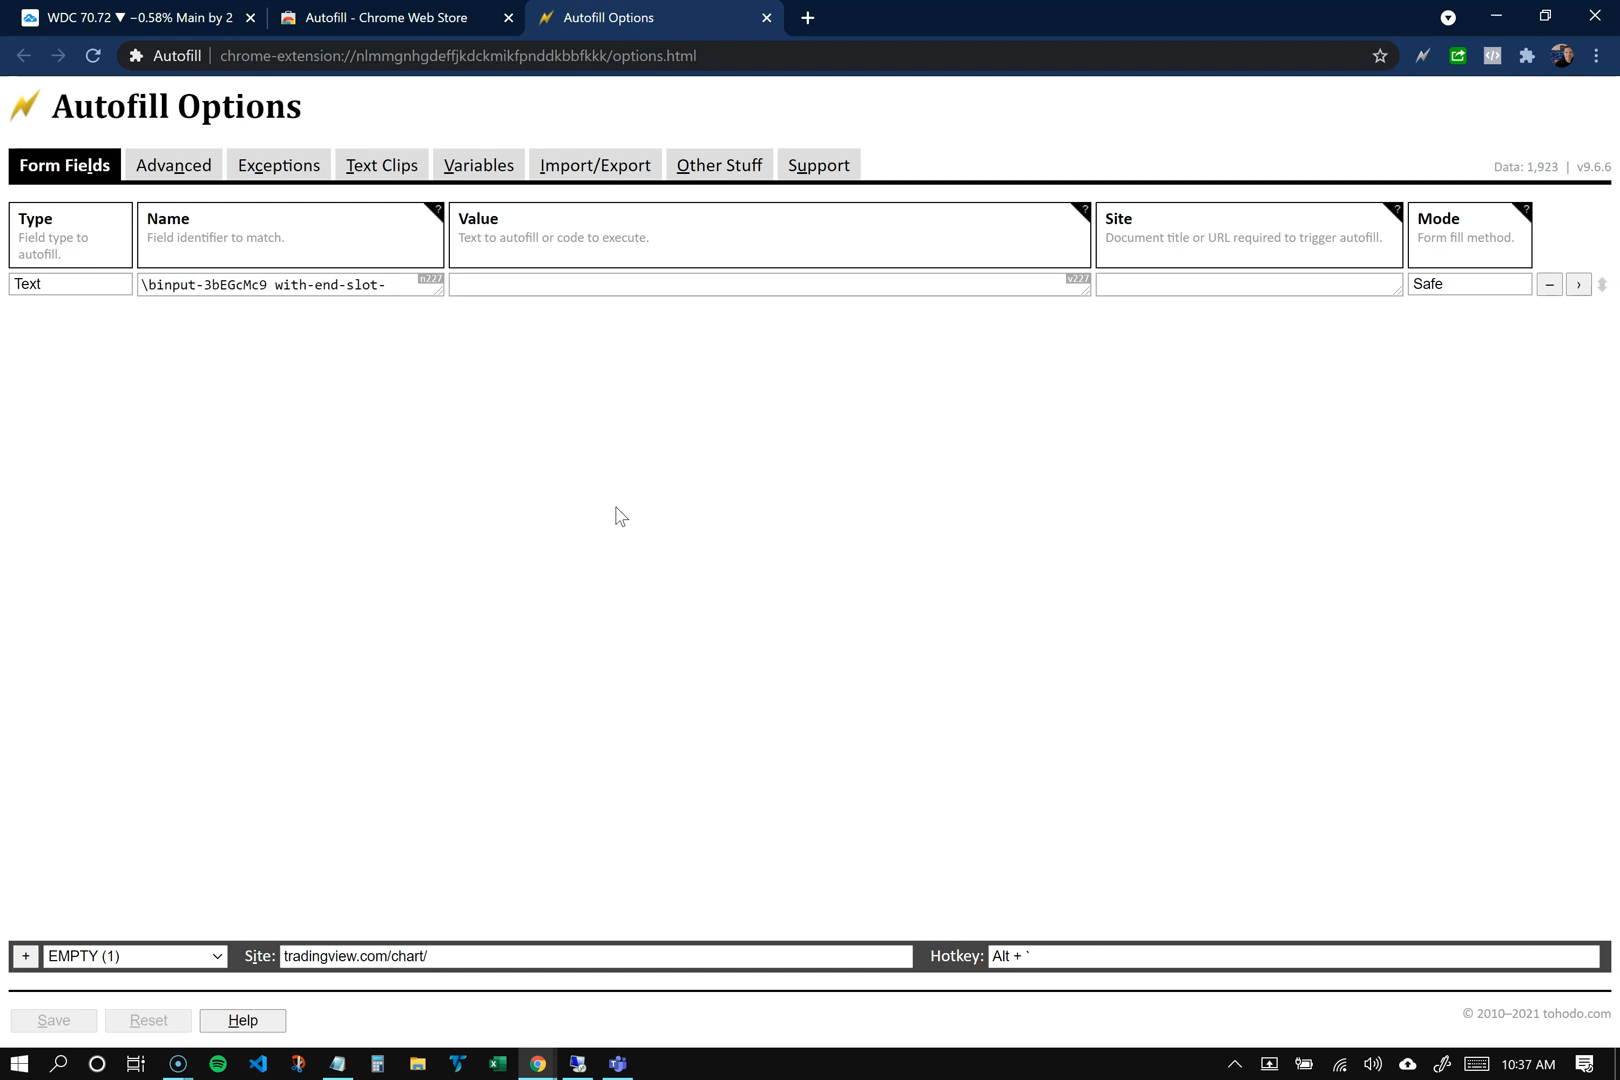 WDC 70.72 ▼ −0.58% Main by 2
Autofill - Chrome Web Store
Autofill Options
Autofill
chrome-extension://nlmmgnhgdeffjkdckmikfpnddkbbfkkk/options.html
Autofill Options
Form Fields
Advanced
Exceptions
Text Clips
Variables
Import/Export
Other Stuff
Support
Data: 1,923 | v9.6.6
Type
Field type to
autofill.
Name
Field identifier to match.
?
Value
Text to autofill or code to execute.
?
Site
Document title or URL required to trigger autofill.
?
Mode
Form fill method.
?
Text
\binput-3bEGcMc9 with-end-slot-
n227
v227
Safe
–
›
+
EMPTY (1)
Site:
tradingview.com/chart/
Hotkey:
Alt + `
Save
Reset
Help
© 2010–2021 tohodo.com
10:37 AM